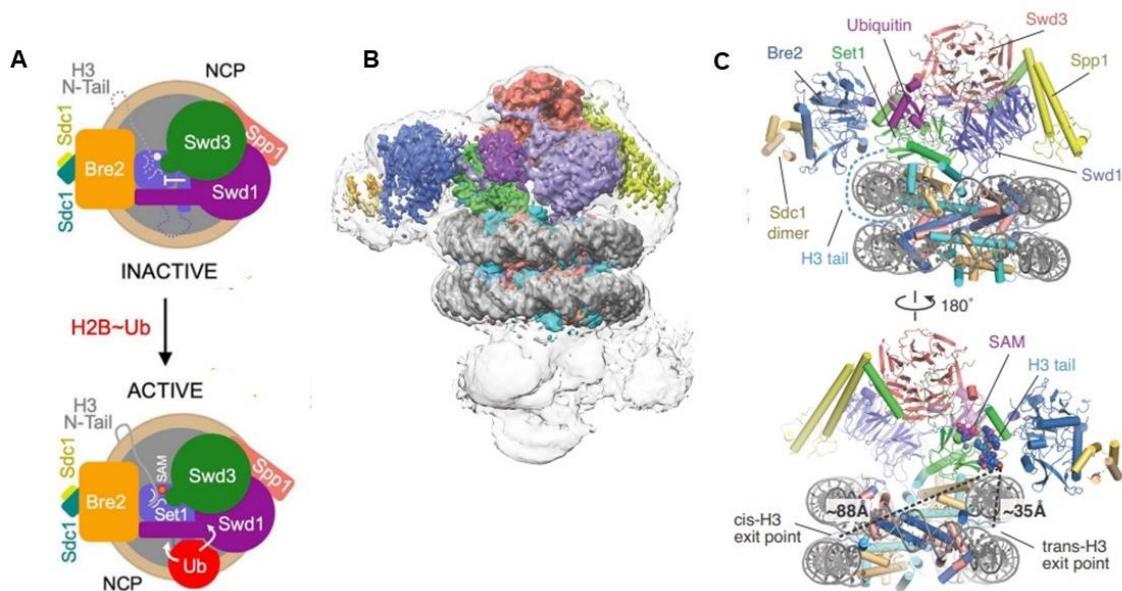 A
H3
N-Tail
NCP
Sdc1
Sdc1
Bre2
Swd3
Spp1
Swd1
INACTIVE
H2B~Ub
ACTIVE
H3
N-Tail
SAM
Sdc1
Sdc1
Bre2
Set1
Swd3
Spp1
Swd1
Ub
NCP
B
C
Ubiquitin
Swd3
Bre2
Set1
Spp1
Swd1
Sdc1
dimer
H3 tail
180°
SAM
H3 tail
~88Å
~35Å
cis-H3
exit point
trans-H3
exit point